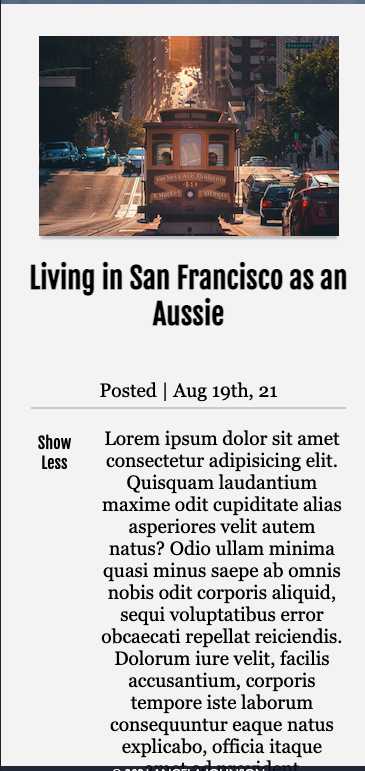 Living in San Francisco as an
Aussie
Posted | Aug 19th, 21
Show
Less
Lorem ipsum dolor sit amet
consectetur adipisicing elit.
Quisquam laudantium
maxime odit cupiditate alias
asperiores velit autem
natus? Odio ullam minima
quasi minus saepe ab omnis
nobis odit corporis aliquid,
sequi voluptatibus error
obcaecati repellat reiciendis.
Dolorum iure velit, facilis
accusantium, corporis
tempore iste laborum
consequuntur eaque natus
explicabo, officia itaque